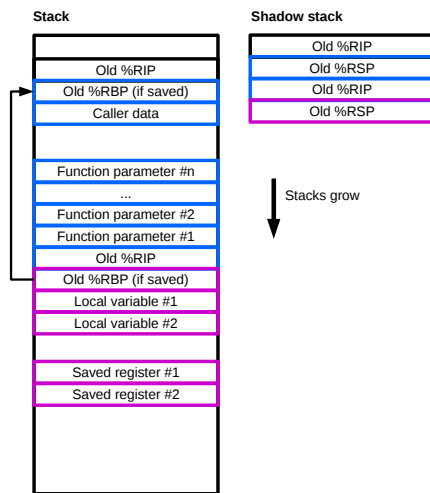 Stack
Old %RIP
Old %RBP (if saved)
Caller data
Function parameter #n
...
Function parameter #2
Function parameter #1
Old %RIP
Old %RBP (if saved)
Local variable #1
Local variable #2
Saved register #1
Saved register #2
Shadow stack
Old %RIP
Old %RSP
Old %RIP
Old %RSP
Stacks grow